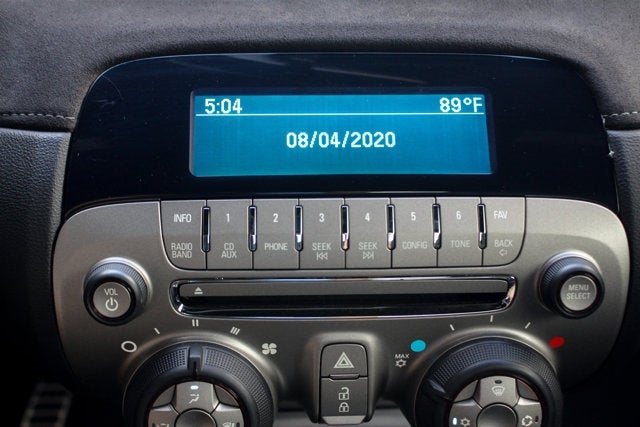 5:04 89°F
08/04/2020
INFO 1 2 3 4 5 6 FAV
RADIO BAND CD AUX PHONE SEEK SEEK CONFIG TONE BACK
VOL
MENU SELECT
MAX